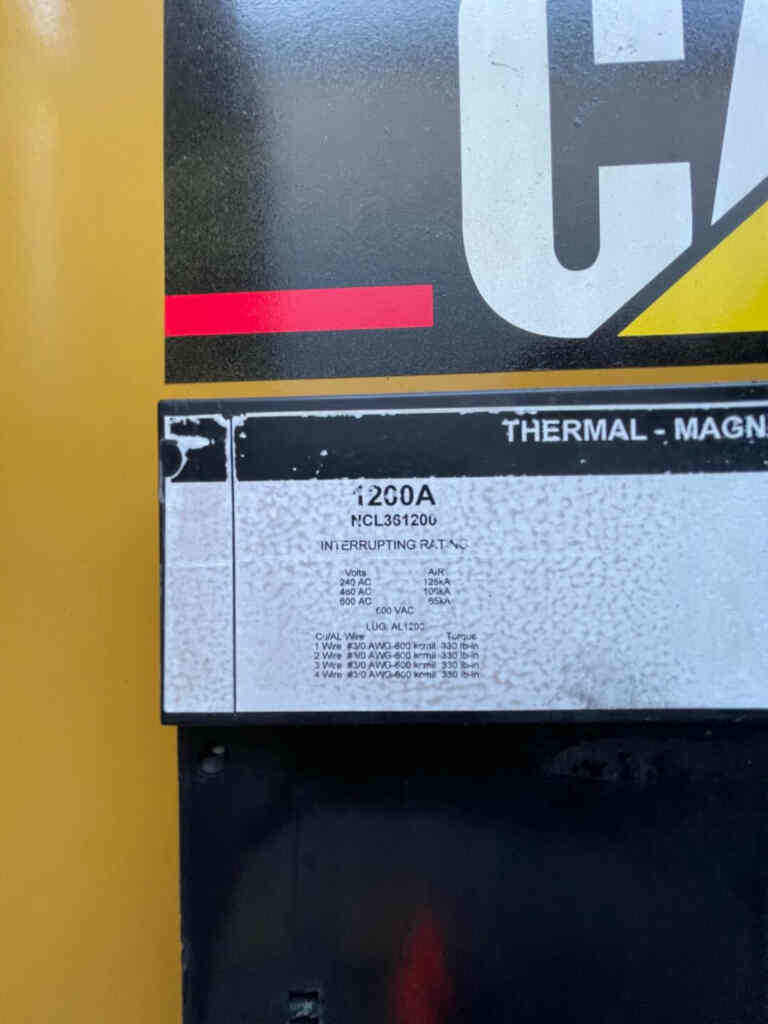 CA
THERMAL - MAGN
1200A
NCL361200
INTERRUPTING RATING
Volts AIR
240 AC 125kA
480 AC 100kA
600 AC 65kA
600 VAC
LUG: AL1200
Cu/AL Wire Torque
1 Wire #3/0 AWG-600 kcmil 330 lb-in
2 Wire #3/0 AWG-600 kcmil 330 lb-in
3 Wire #3/0 AWG-600 kcmil 330 lb-in
4 Wire #3/0 AWG-600 kcmil 330 lb-in